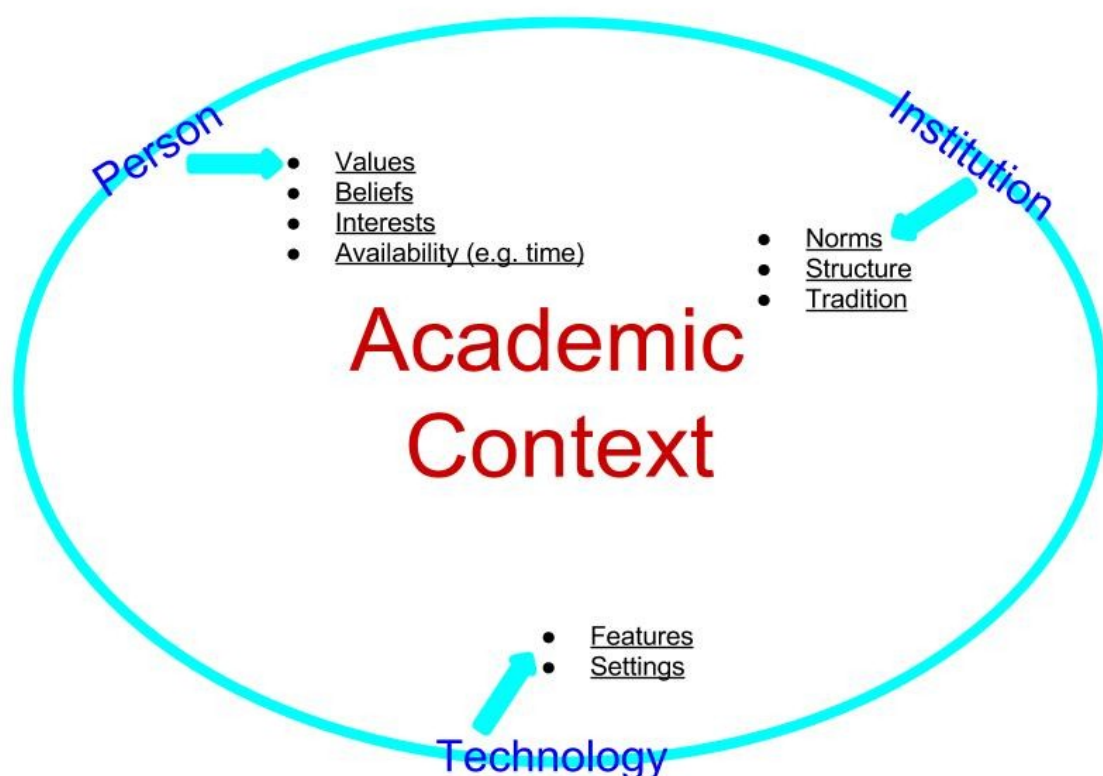 Person
Institution
● Values
● Beliefs
● Interests
● Availability (e.g. time)
● Norms
● Structure
● Tradition
Academic
Context
● Features
● Settings
Technology